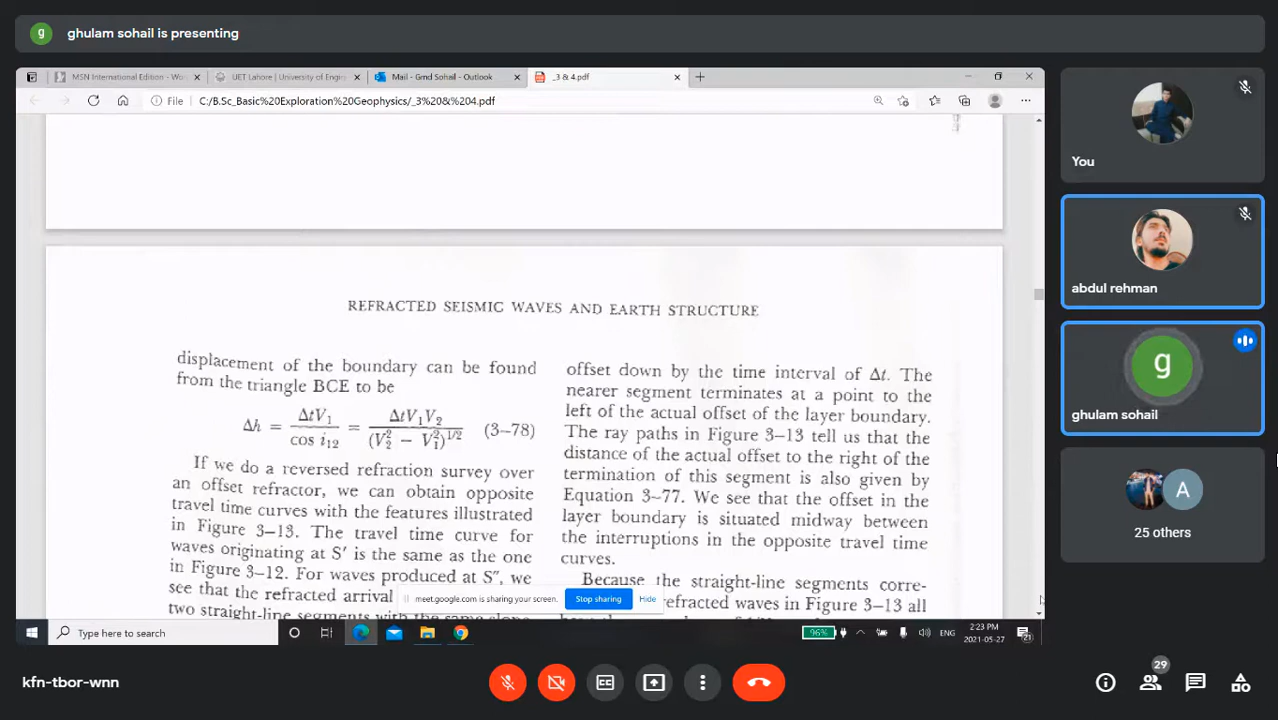 g
ghulam sohail is presenting
MSN International Edition - Wo
UET Lahore | University of Engin
Mail - Gmd Sohail - Outlook
_3 & 4.pdf
File
C:/B.Sc_Basic%20Exploration%20Geophysics/_3%20&%204.pdf
REFRACTED SEISMIC WAVES AND EARTH STRUCTURE
displacement of the boundary can be found
from the triangle BCE to be
Δh = ΔtV₁ / cos i₁₂ = ΔtV₁V₂ / (V₂² − V₁²)^1/2 (3–78)
If we do a reversed refraction survey over
an offset refractor, we can obtain opposite
travel time curves with the features illustrated
in Figure 3–13. The travel time curve for
waves originating at S′ is the same as the one
in Figure 3–12. For waves produced at S″, we
see that the refracted arrival
two straight-line segments with the same slope
offset down by the time interval of Δt. The
nearer segment terminates at a point to the
left of the actual offset of the layer boundary.
The ray paths in Figure 3–13 tell us that the
distance of the actual offset to the right of the
termination of this segment is also given by
Equation 3–77. We see that the offset in the
layer boundary is situated midway between
the interruptions in the opposite travel time
curves.
Because the straight-line segments corre-
refracted waves in Figure 3–13 all
meet.google.com is sharing your screen.
Stop sharing
Hide
Type here to search
96%
ENG
2:23 PM
2021-05-27
21
You
abdul rehman
g
ghulam sohail
A
25 others
kfn-tbor-wnn
29